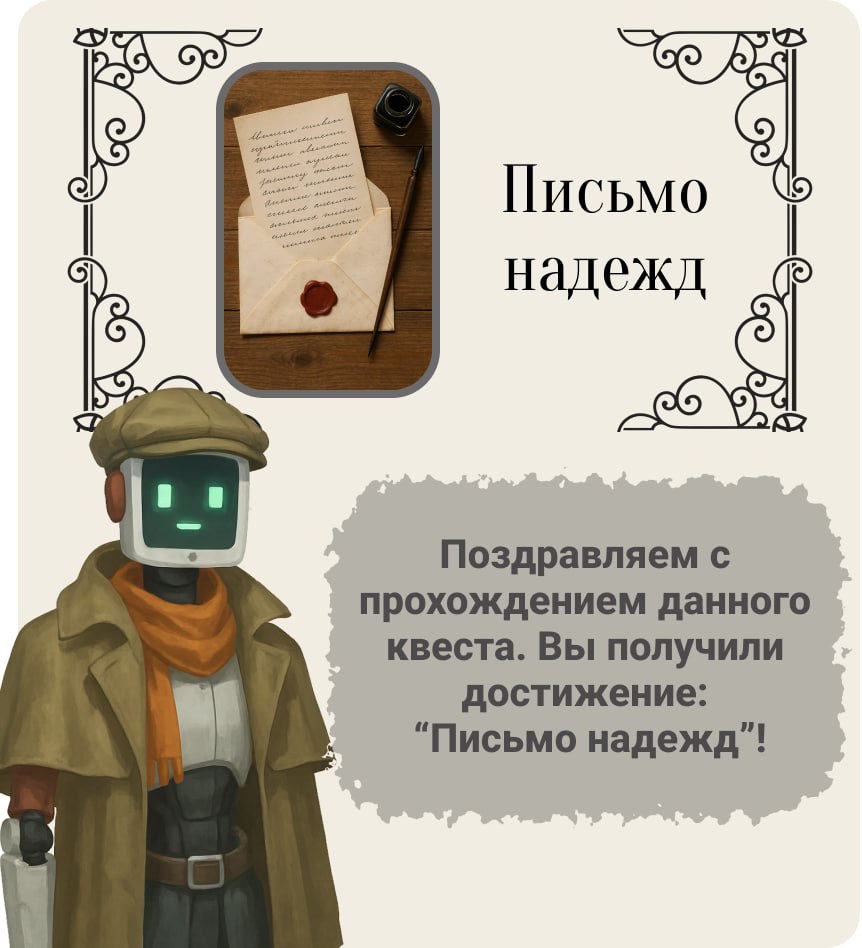 Письмо
надежд
Поздравляем с
прохождением данного
квеста. Вы получили
достижение:
“Письмо надежд”!